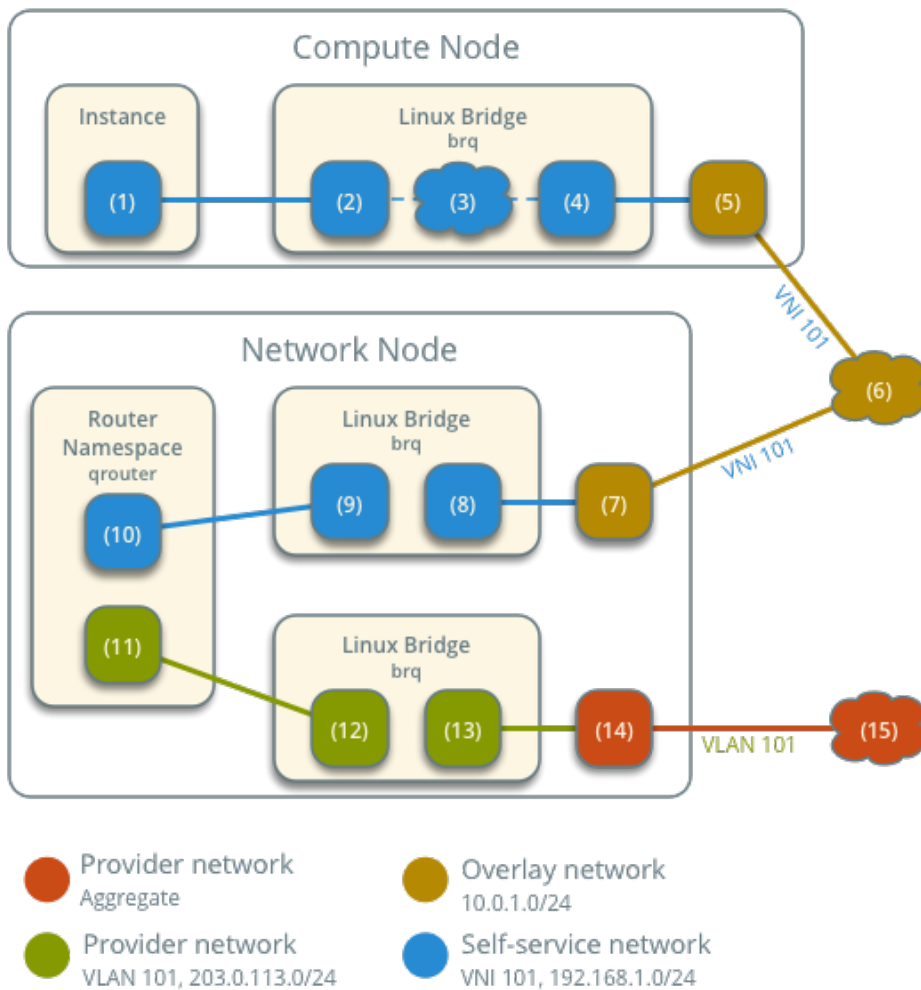 Compute Node
Instance
Linux Bridge
brq
(1)
(2)
(3)
(4)
(5)
VNI 101
(6)
Network Node
Router
Namespace
qrouter
Linux Bridge
brq
VNI 101
(10)
(9)
(8)
(7)
(11)
Linux Bridge
brq
(12)
(13)
(14)
VLAN 101
(15)
Provider network
Aggregate
Overlay network
10.0.1.0/24
Provider network
VLAN 101, 203.0.113.0/24
Self-service network
VNI 101, 192.168.1.0/24